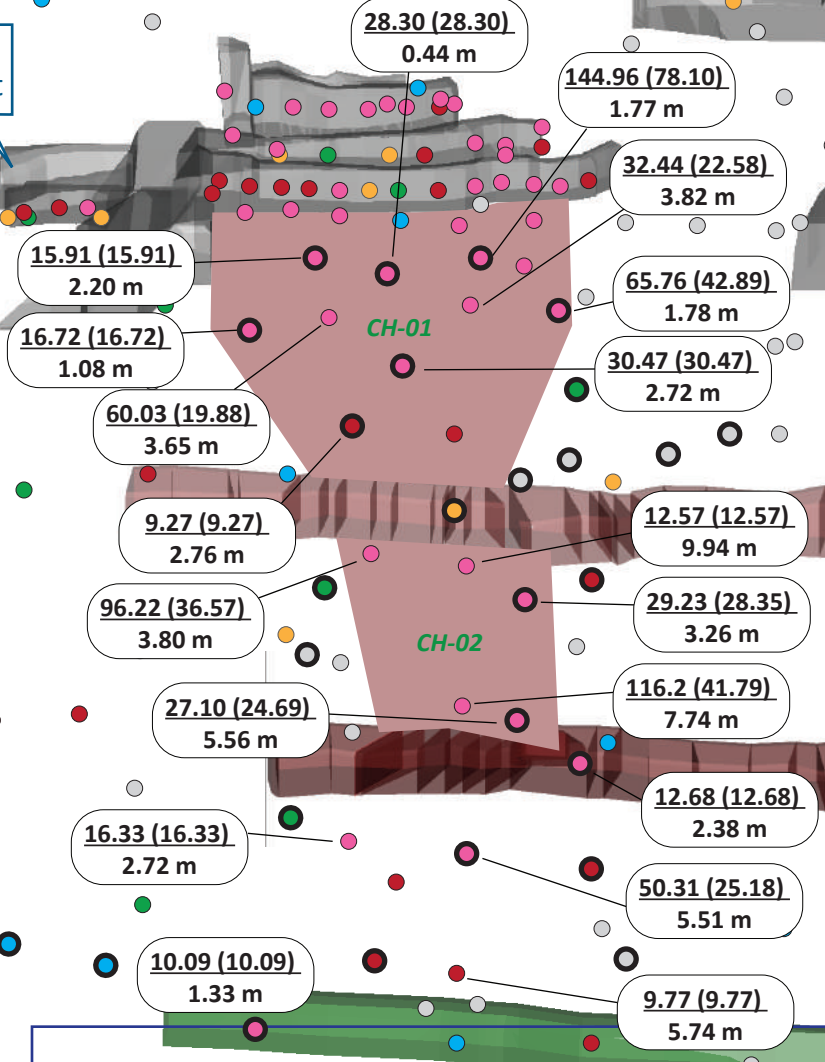 28.30 (28.30)
0.44 m
144.96 (78.10)
1.77 m
t
32.44 (22.58)
3.82 m
15.91 (15.91)
2.20 m
65.76 (42.89)
1.78 m
CH-01
16.72 (16.72)
1.08 m
30.47 (30.47)
2.72 m
60.03 (19.88)
3.65 m
9.27 (9.27)
2.76 m
12.57 (12.57)
9.94 m
96.22 (36.57)
3.80 m
29.23 (28.35)
3.26 m
CH-02
116.2 (41.79)
7.74 m
27.10 (24.69)
5.56 m
12.68 (12.68)
2.38 m
16.33 (16.33)
2.72 m
50.31 (25.18)
5.51 m
10.09 (10.09)
1.33 m
9.77 (9.77)
5.74 m